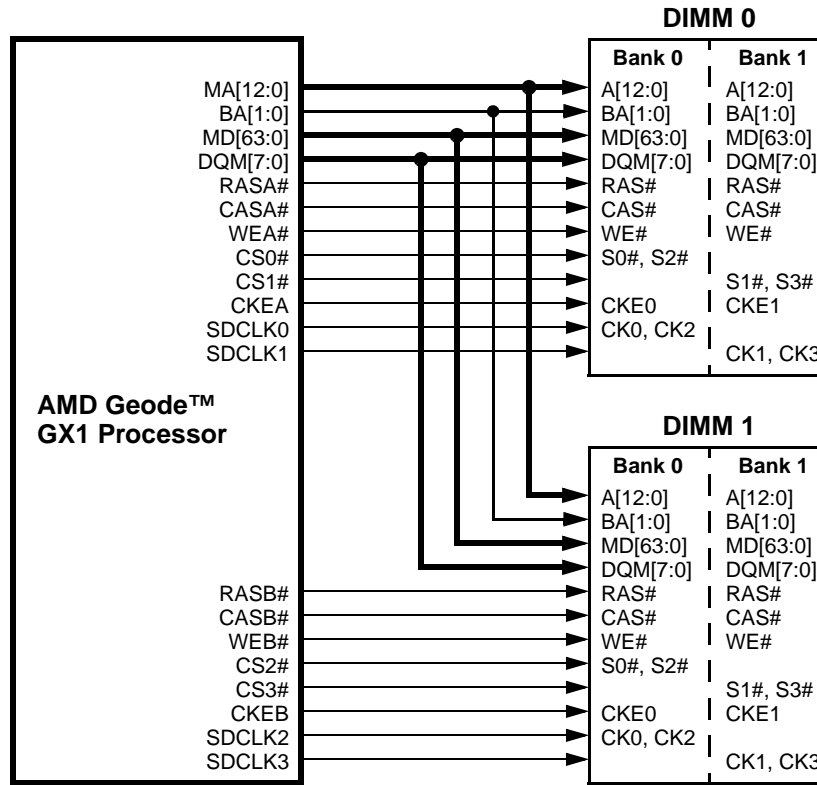 DIMM 0
Bank 0 Bank 1
MA[12:0] A[12:0] A[12:0]
BA[1:0] BA[1:0] BA[1:0]
MD[63:0] MD[63:0] MD[63:0]
DQM[7:0] DQM[7:0] DQM[7:0]
RASA# RAS# RAS#
CASA# CAS# CAS#
WEA# WE# WE#
CS0# S0#, S2#
CS1# S1#, S3#
CKEA CKE0 CKE1
SDCLK0 CK0, CK2
SDCLK1 CK1, CK3
AMD Geode™
GX1 Processor
DIMM 1
Bank 0 Bank 1
A[12:0] A[12:0]
BA[1:0] BA[1:0]
MD[63:0] MD[63:0]
DQM[7:0] DQM[7:0]
RASB# RAS# RAS#
CASB# CAS# CAS#
WEB# WE# WE#
CS2# S0#, S2#
CS3# S1#, S3#
CKEB CKE0 CKE1
SDCLK2 CK0, CK2
SDCLK3 CK1, CK3